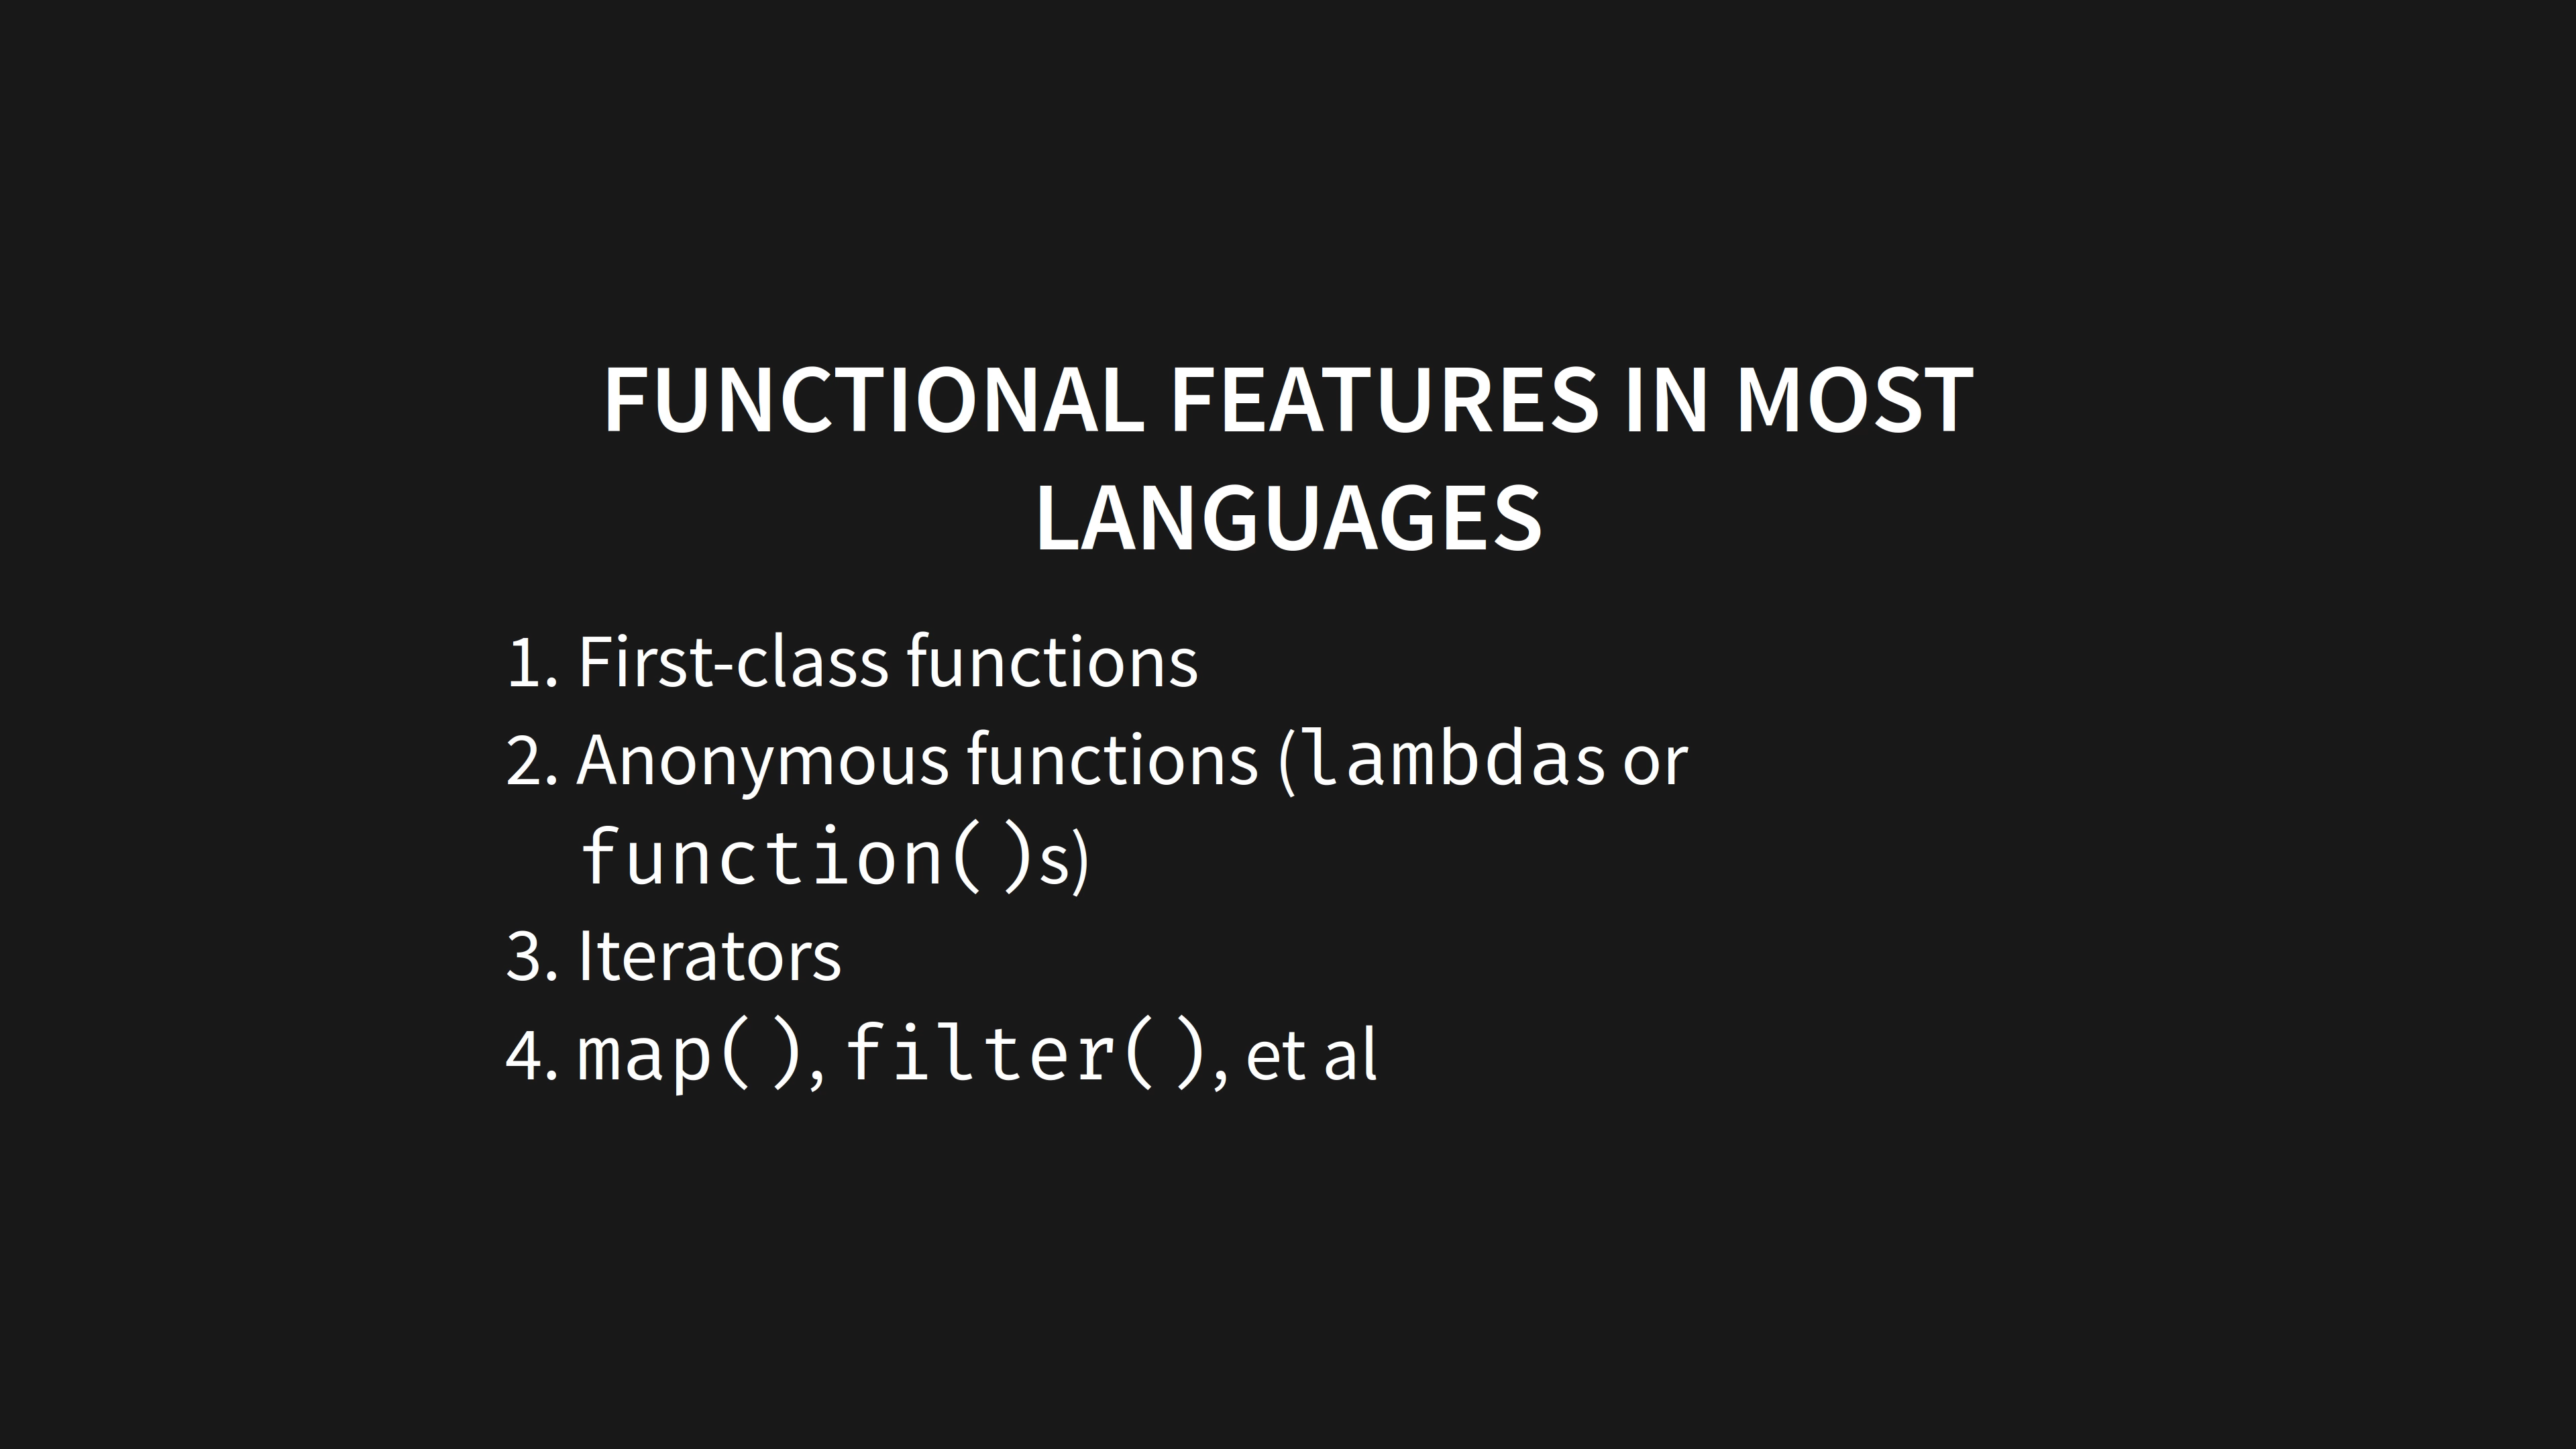 FUNCTIONAL FEATURES IN MOST
LANGUAGES
1. First-class functions
2. Anonymous functions (lambdas or
function()s)
3. Iterators
4. map(), filter(), et al